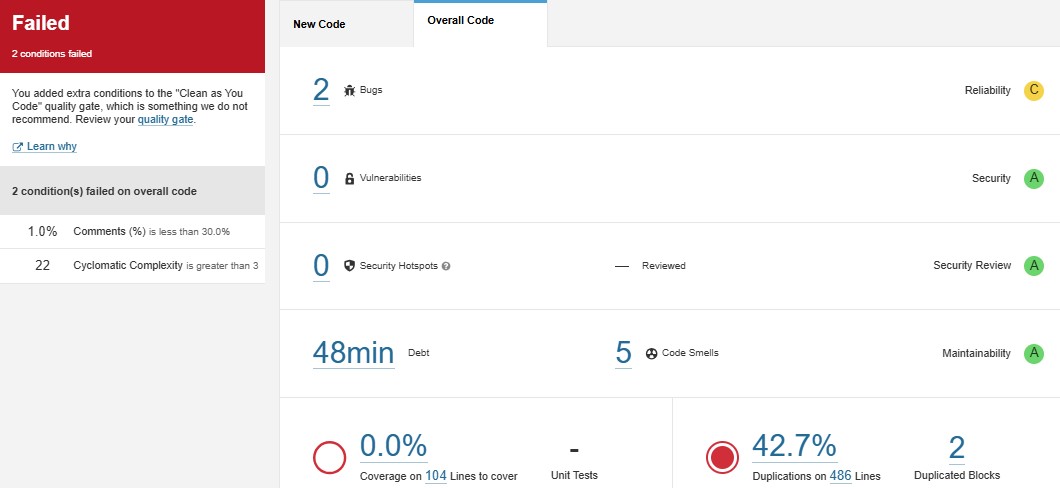 Failed
2 conditions failed
You added extra conditions to the "Clean as You
Code" quality gate, which is something we do not
recommend. Review your quality gate.
Learn why
2 condition(s) failed on overall code
1.0% Comments (%) is less than 30.0%
22 Cyclomatic Complexity is greater than 3
New Code Overall Code
2 Bugs Reliability C
0 Vulnerabilities Security A
0 Security Hotspots ? — Reviewed Security Review A
48min Debt 5 Code Smells Maintainability A
0.0% - 42.7% 2
Coverage on 104 Lines to cover Unit Tests Duplications on 486 Lines Duplicated Blocks